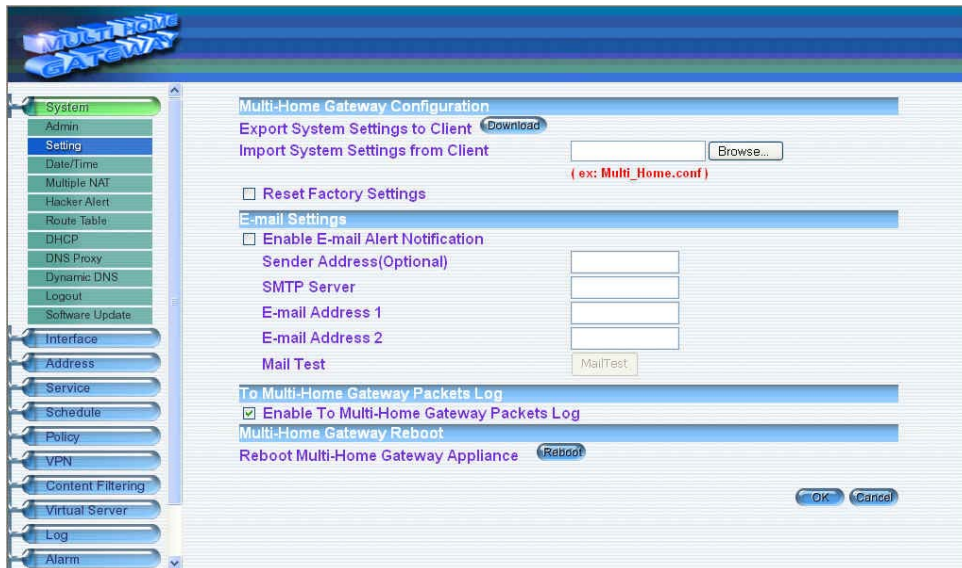 MULTI HOME
GATEWAY
System
Admin
Setting
Date/Time
Multiple NAT
Hacker Alert
Route Table
DHCP
DNS Proxy
Dynamic DNS
Logout
Software Update
Interface
Address
Service
Schedule
Policy
VPN
Content Filtering
Virtual Server
Log
Alarm
Multi-Home Gateway Configuration
Export System Settings to Client Download
Import System Settings from Client Browse...
( ex: Multi_Home.conf )
Reset Factory Settings
E-mail Settings
Enable E-mail Alert Notification
Sender Address(Optional)
SMTP Server
E-mail Address 1
E-mail Address 2
Mail Test MailTest
To Multi-Home Gateway Packets Log
Enable To Multi-Home Gateway Packets Log
Multi-Home Gateway Reboot
Reboot Multi-Home Gateway Appliance Reboot
OK Cancel